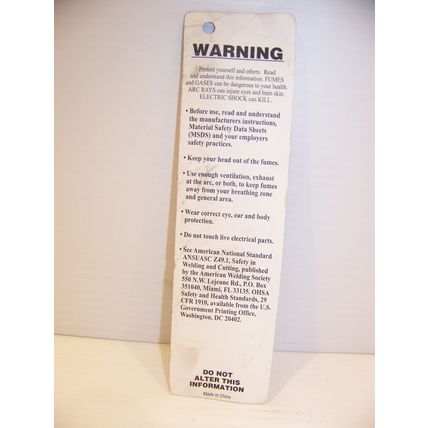 WARNING
Protect yourself and others. Read
and understand this information. FUMES
and GASES can be dangerous to your health.
ARC RAYS can injure eyes and burn skin.
ELECTRIC SHOCK can KILL.
• Before use, read and understand
the manufacturers instructions,
Material Safety Data Sheets
(MSDS) and your employers
safety practices.
• Keep your head out of the fumes.
• Use enough ventilation, exhaust
at the arc, or both, to keep fumes
away from your breathing zone
and general area.
• Wear correct eye, ear and body
protection.
• Do not touch live electrical parts.
• See American National Standard
ANSI/ASC Z49.1, Safety in
Welding and Cutting, published
by the American Welding Society
550 N.W. Lejeune Rd., P.O. Box
351040, Miami, FL 33135. OHSA
Safety and Health Standards, 29
CFR 1910, available from the U.S.
Government Printing Office,
Washington, DC 20402.
DO NOT
ALTER THIS
INFORMATION
Made in China